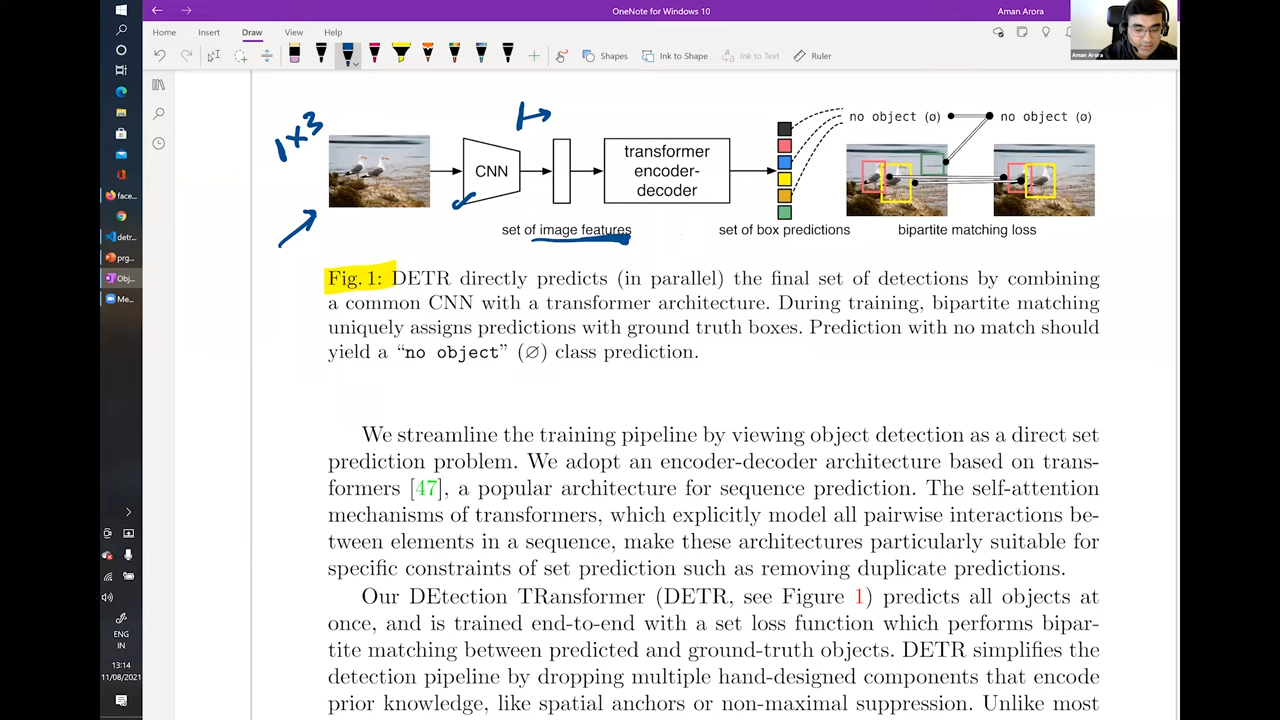 OneNote for Windows 10
Aman Arora
Home Insert Draw View Help
Shapes Ink to Shape Ink to Text Ruler
Aman Arora
1x3
CNN
transformer
encoder-
decoder
no object (ø)
no object (ø)
set of image features
set of box predictions
bipartite matching loss
Fig. 1: DETR directly predicts (in parallel) the final set of detections by combining
a common CNN with a transformer architecture. During training, bipartite matching
uniquely assigns predictions with ground truth boxes. Prediction with no match should
yield a “no object” (∅) class prediction.
We streamline the training pipeline by viewing object detection as a direct set
prediction problem. We adopt an encoder-decoder architecture based on trans-
formers [47], a popular architecture for sequence prediction. The self-attention
mechanisms of transformers, which explicitly model all pairwise interactions be-
tween elements in a sequence, make these architectures particularly suitable for
specific constraints of set prediction such as removing duplicate predictions.
Our DEtection TRansformer (DETR, see Figure 1) predicts all objects at
once, and is trained end-to-end with a set loss function which performs bipar-
tite matching between predicted and ground-truth objects. DETR simplifies the
detection pipeline by dropping multiple hand-designed components that encode
prior knowledge, like spatial anchors or non-maximal suppression. Unlike most
face...
detr...
prg...
Obj...
Me...
ENG
IN
13:14
11/08/2021